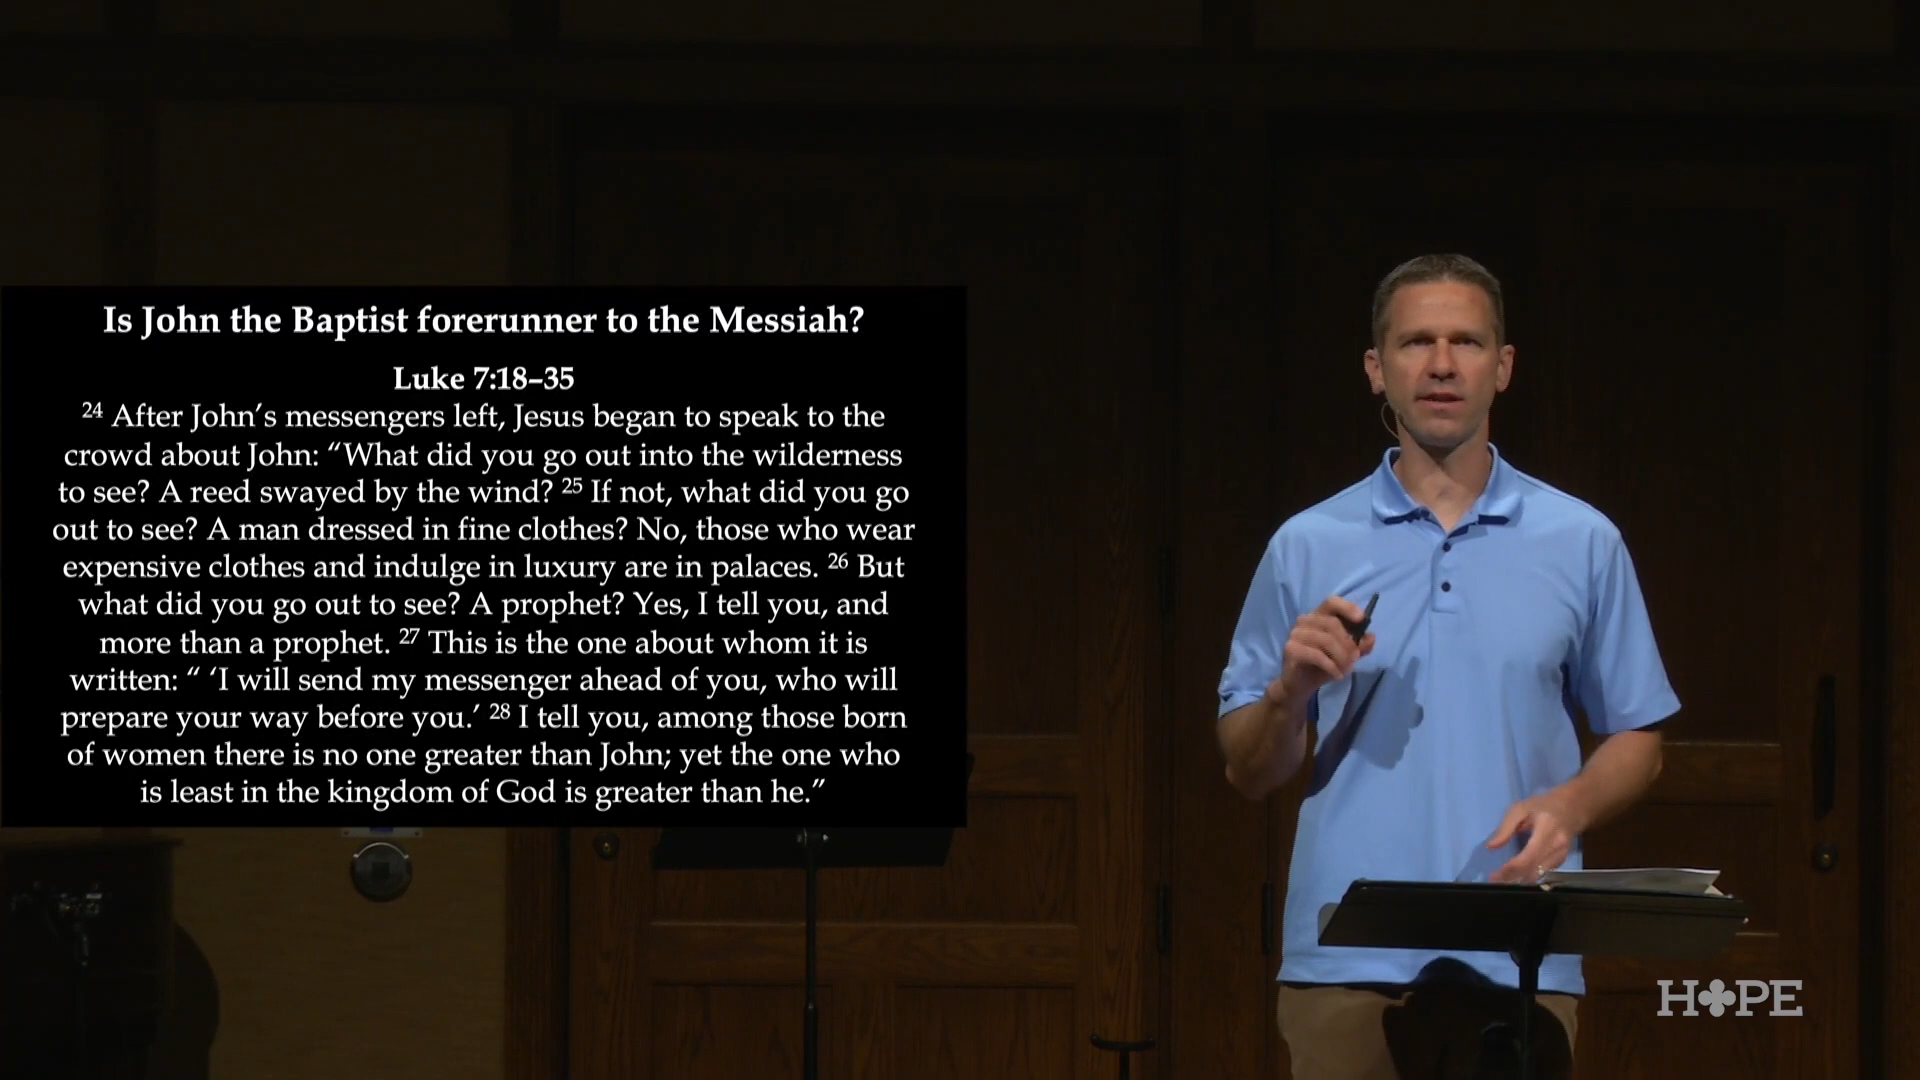 Is John the Baptist forerunner to the Messiah?
Luke 7:18–35
24 After John’s messengers left, Jesus began to speak to the
crowd about John: “What did you go out into the wilderness
to see? A reed swayed by the wind? 25 If not, what did you go
out to see? A man dressed in fine clothes? No, those who wear
expensive clothes and indulge in luxury are in palaces. 26 But
what did you go out to see? A prophet? Yes, I tell you, and
more than a prophet. 27 This is the one about whom it is
written: “ ‘I will send my messenger ahead of you, who will
prepare your way before you.’ 28 I tell you, among those born
of women there is no one greater than John; yet the one who
is least in the kingdom of God is greater than he.”
HOPE